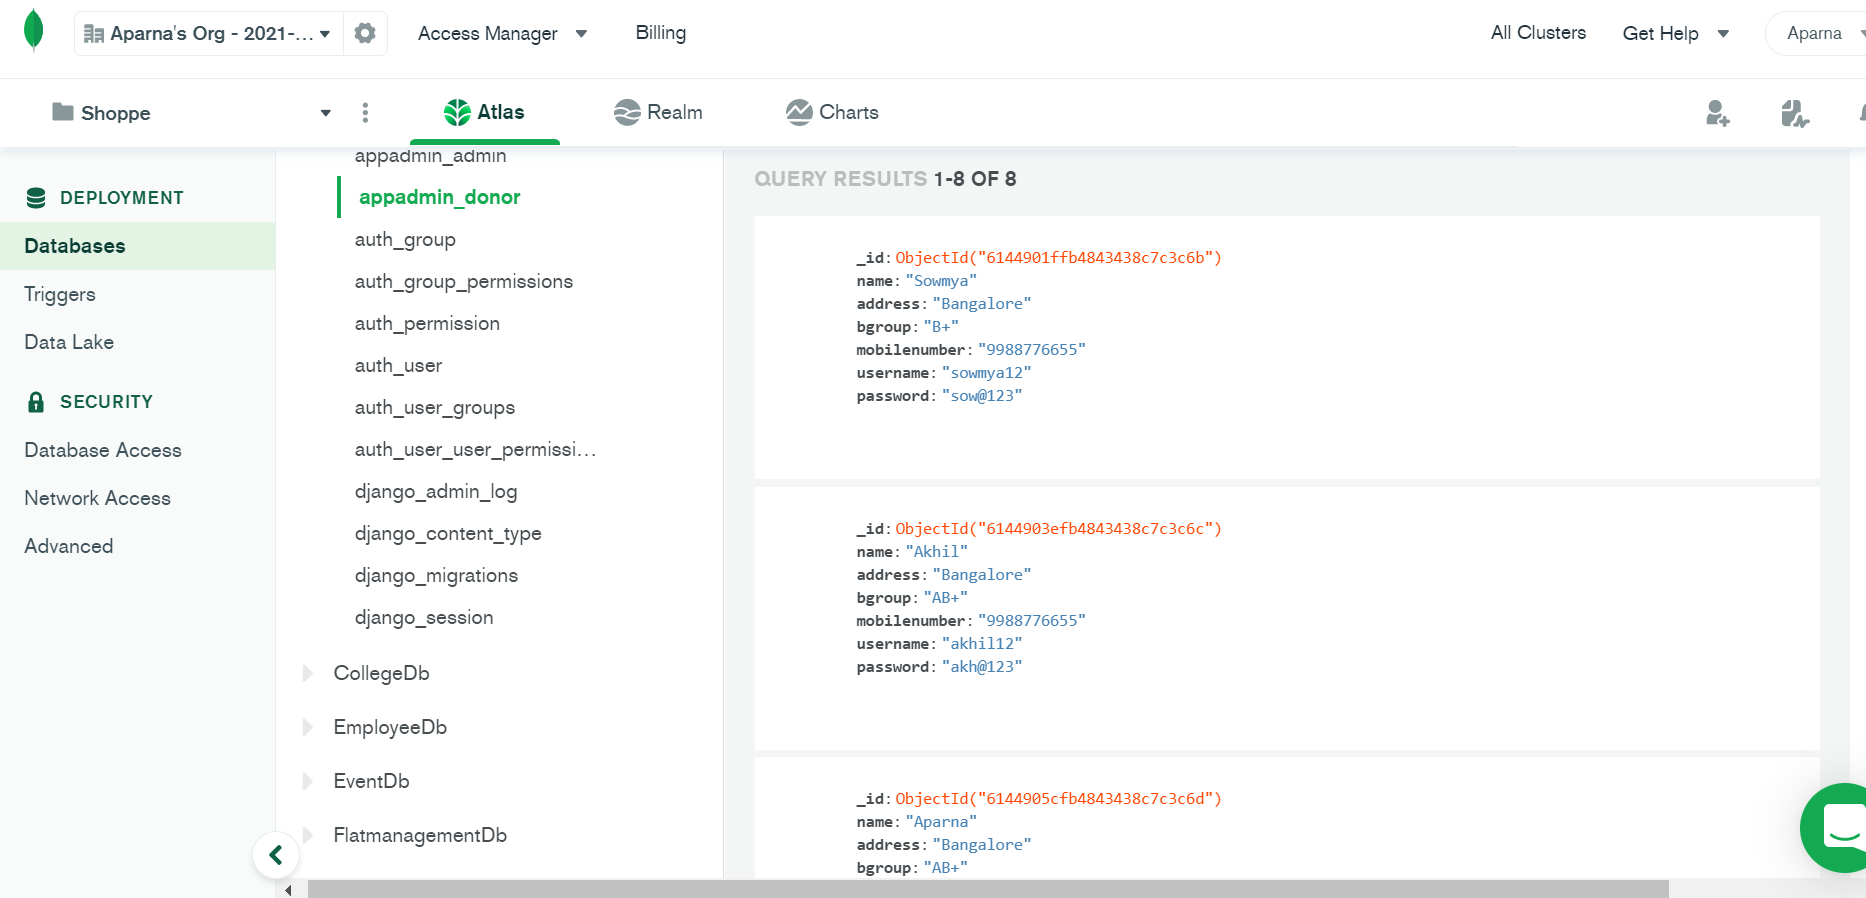 Aparna's Org - 2021-...
Access Manager
Billing
All Clusters
Get Help
Aparna
Shoppe
Atlas
Realm
Charts
DEPLOYMENT
Databases
Triggers
Data Lake
SECURITY
Database Access
Network Access
Advanced
appadmin_admin
appadmin_donor
auth_group
auth_group_permissions
auth_permission
auth_user
auth_user_groups
auth_user_user_permissi...
django_admin_log
django_content_type
django_migrations
django_session
CollegeDb
EmployeeDb
EventDb
FlatmanagementDb
QUERY RESULTS 1-8 OF 8
_id: ObjectId("6144901ffb4843438c7c3c6b")
name: "Sowmya"
address: "Bangalore"
bgroup: "B+"
mobilenumber: "9988776655"
username: "sowmya12"
password: "sow@123"
_id: ObjectId("6144903efb4843438c7c3c6c")
name: "Akhil"
address: "Bangalore"
bgroup: "AB+"
mobilenumber: "9988776655"
username: "akhil12"
password: "akh@123"
_id: ObjectId("6144905cfb4843438c7c3c6d")
name: "Aparna"
address: "Bangalore"
bgroup: "AB+"